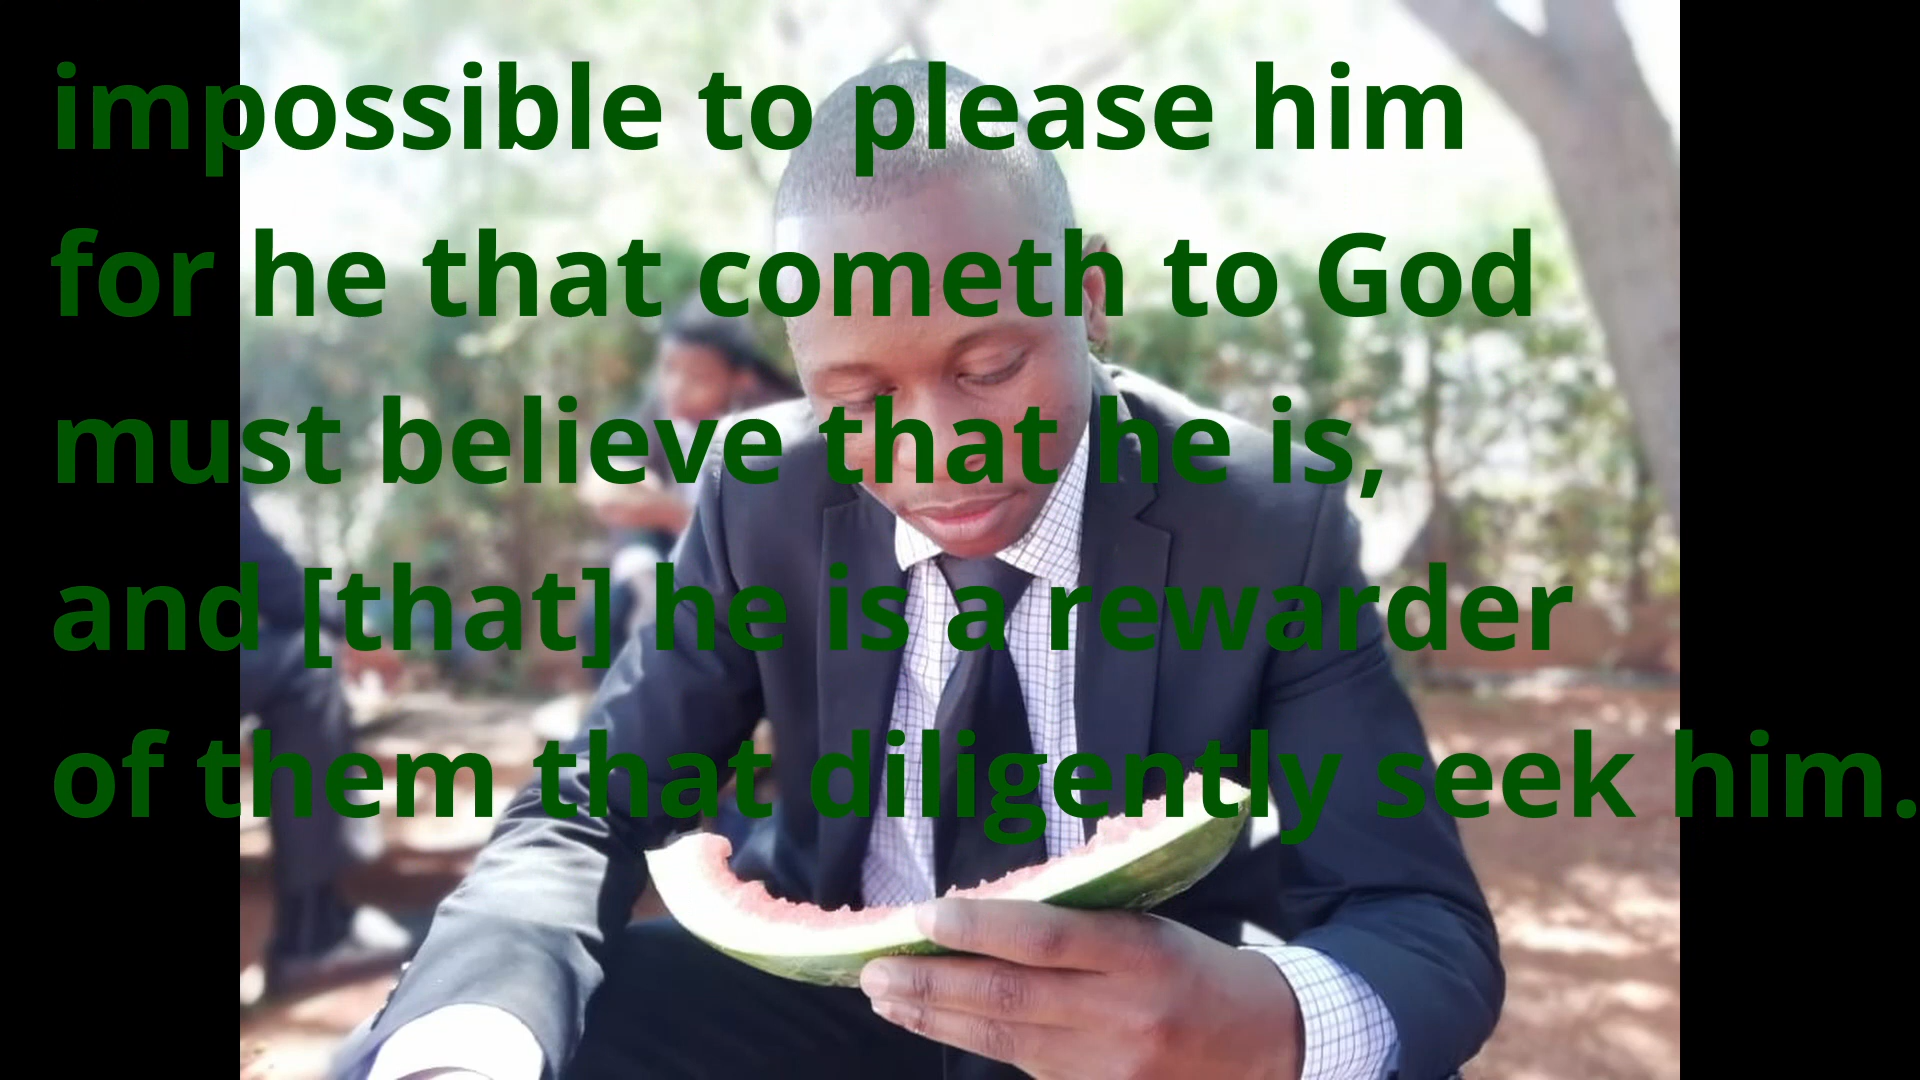 impossible to please him
for he that cometh to God
must believe that he is,
and [that] he is a rewarder
of them that diligently seek him.